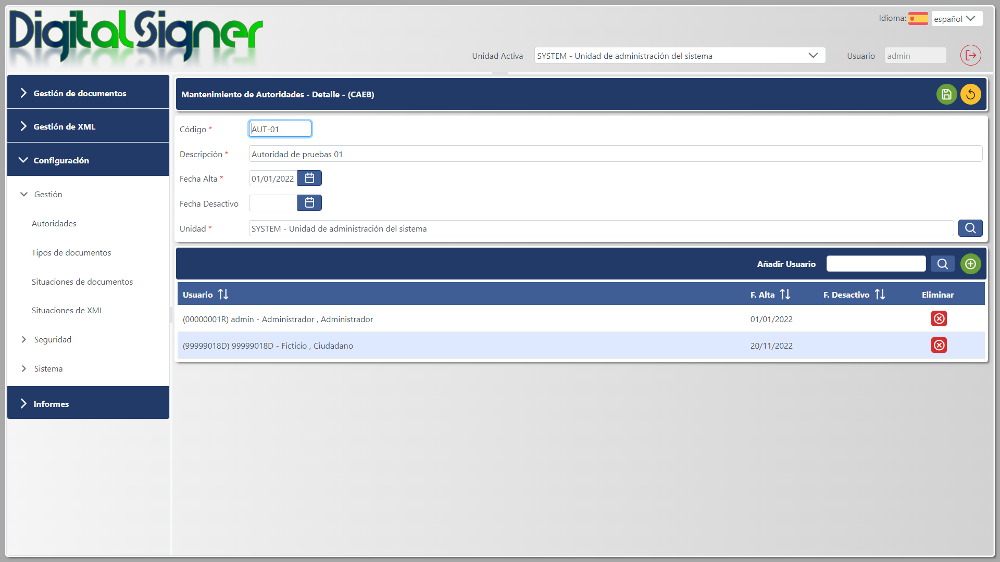 DigitalSigner
Idioma: español
Unidad Activa SYSTEM - Unidad de administración del sistema Usuario admin
Gestión de documentos
Gestión de XML
Configuración
Gestión
Autoridades
Tipos de documentos
Situaciones de documentos
Situaciones de XML
Seguridad
Sistema
Informes
Mantenimiento de Autoridades - Detalle - (CAEB)
Código * AUT-01
Descripción * Autoridad de pruebas 01
Fecha Alta * 01/01/2022
Fecha Desactivo
Unidad * SYSTEM - Unidad de administración del sistema
Añadir Usuario
Usuario F. Alta F. Desactivo Eliminar
(00000001R) admin - Administrador , Administrador 01/01/2022
(99999018D) 99999018D - Ficticio , Ciudadano 20/11/2022